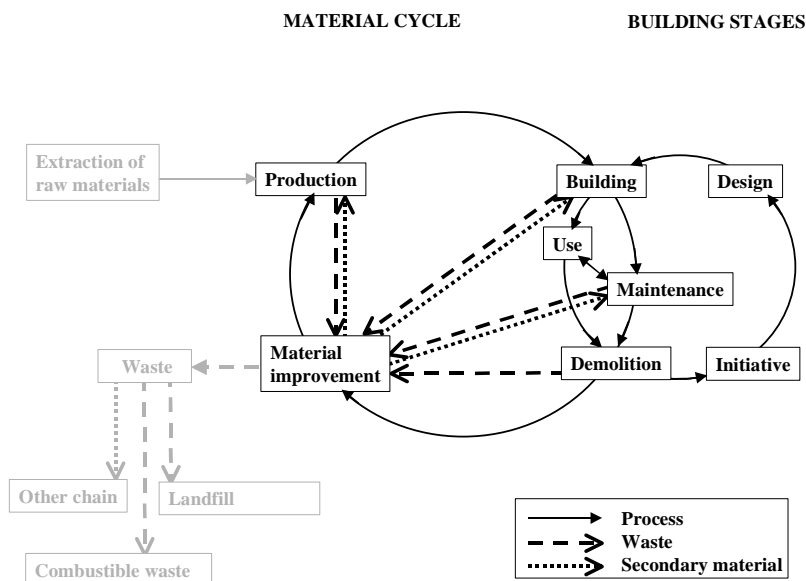 MATERIAL CYCLE
BUILDING STAGES
Extraction of
raw materials
Production
Building
Design
Use
Maintenance
Material
improvement
Demolition
Initiative
Waste
Other chain
Landfill
Combustible waste
Process
Waste
Secondary material